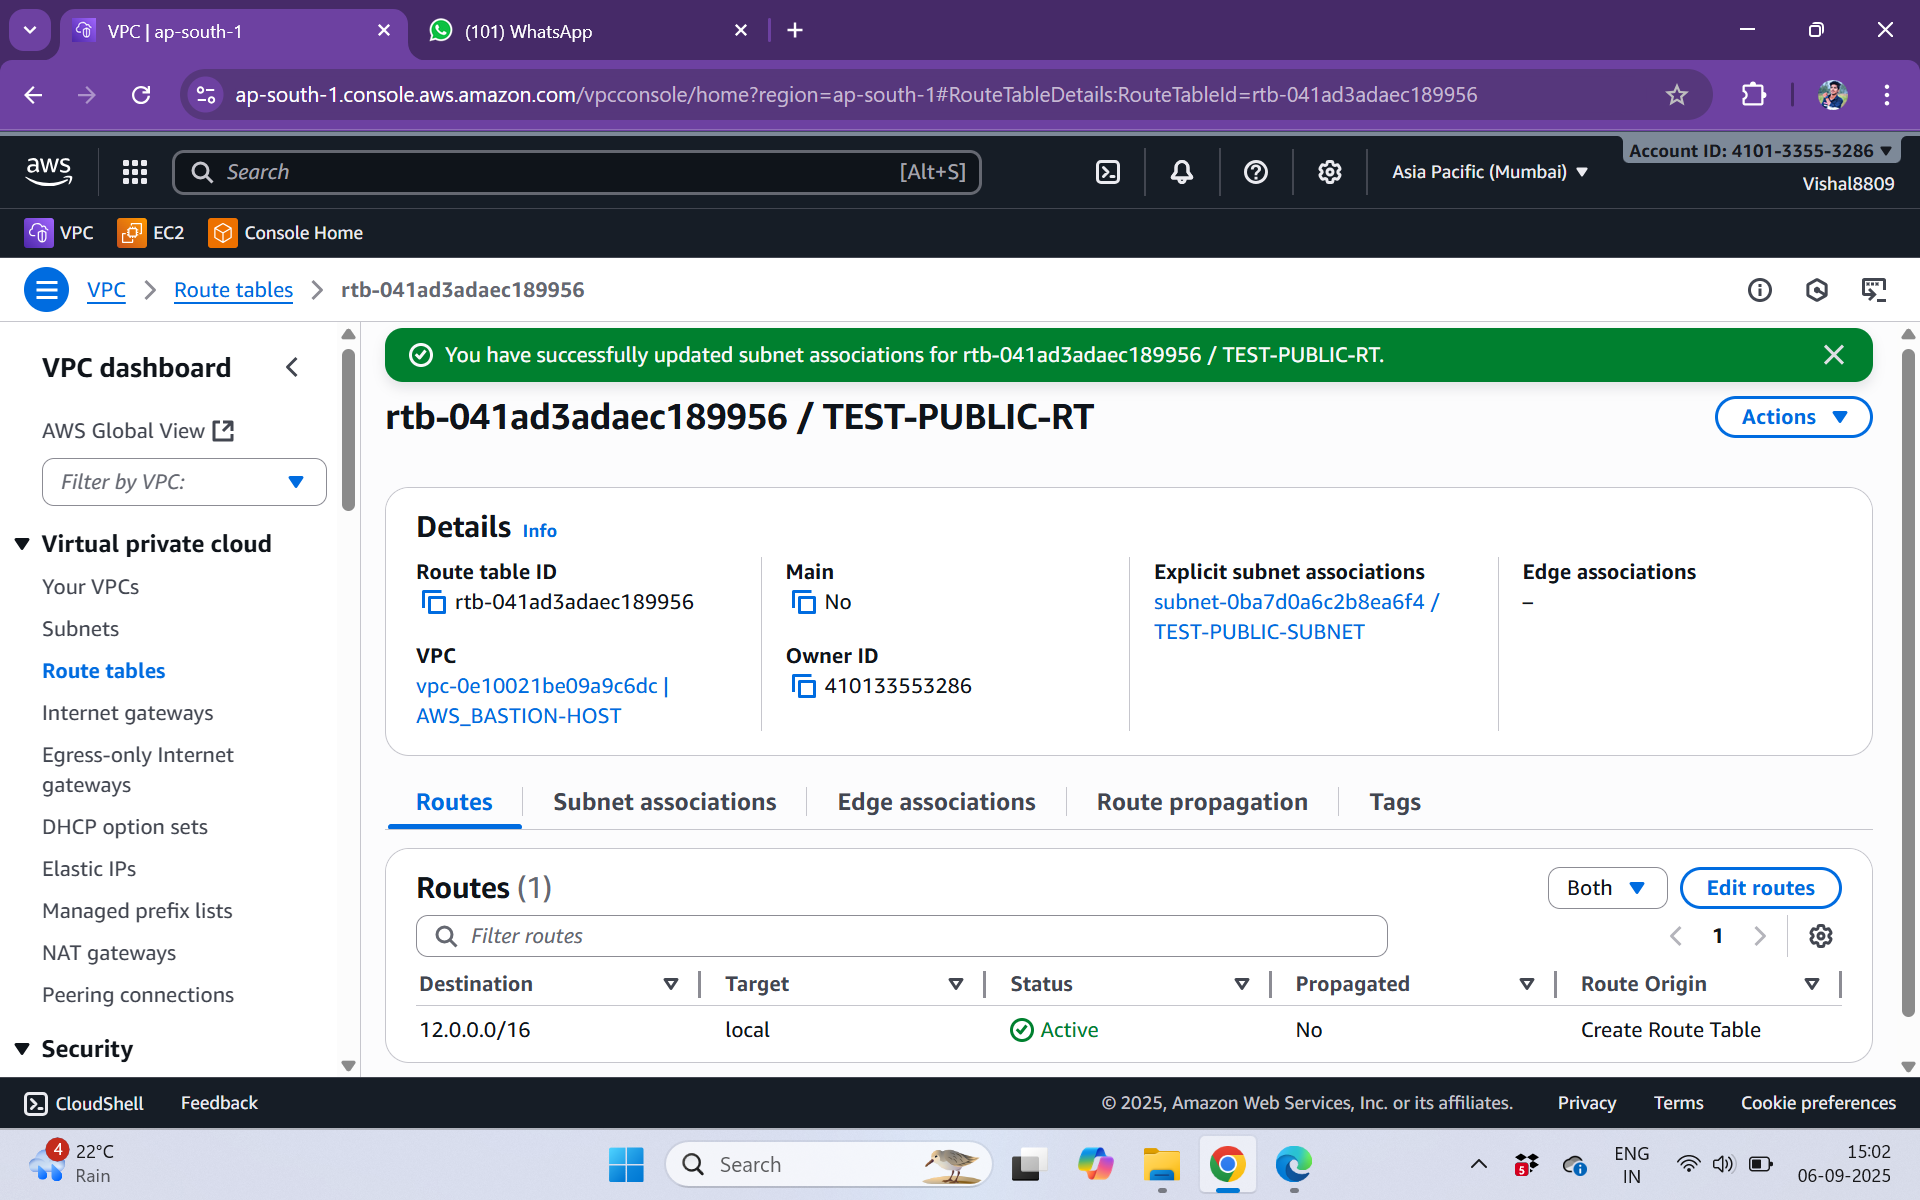 VPC | ap-south-1
(101) WhatsApp
ap-south-1.console.aws.amazon.com/vpcconsole/home?region=ap-south-1#RouteTableDetails:RouteTableId=rtb-041ad3adaec189956
aws
Search
[Alt+S]
Asia Pacific (Mumbai)
Account ID: 4101-3355-3286
Vishal8809
VPC
EC2
Console Home
VPC
Route tables
rtb-041ad3adaec189956
VPC dashboard
AWS Global View
Filter by VPC:
Virtual private cloud
Your VPCs
Subnets
Route tables
Internet gateways
Egress-only Internet
gateways
DHCP option sets
Elastic IPs
Managed prefix lists
NAT gateways
Peering connections
Security
You have successfully updated subnet associations for rtb-041ad3adaec189956 / TEST-PUBLIC-RT.
rtb-041ad3adaec189956 / TEST-PUBLIC-RT
Actions
Details Info
Route table ID
rtb-041ad3adaec189956
Main
No
Explicit subnet associations
subnet-0ba7d0a6c2b8ea6f4 /
TEST-PUBLIC-SUBNET
Edge associations
–
VPC
vpc-0e10021be09a9c6dc |
AWS_BASTION-HOST
Owner ID
410133553286
Routes
Subnet associations
Edge associations
Route propagation
Tags
Routes (1)
Both
Edit routes
Filter routes
1
Destination
Target
Status
Propagated
Route Origin
12.0.0.0/16
local
Active
No
Create Route Table
CloudShell
Feedback
© 2025, Amazon Web Services, Inc. or its affiliates.
Privacy
Terms
Cookie preferences
4
22°C
Rain
Search
5
ENG
IN
15:02
06-09-2025